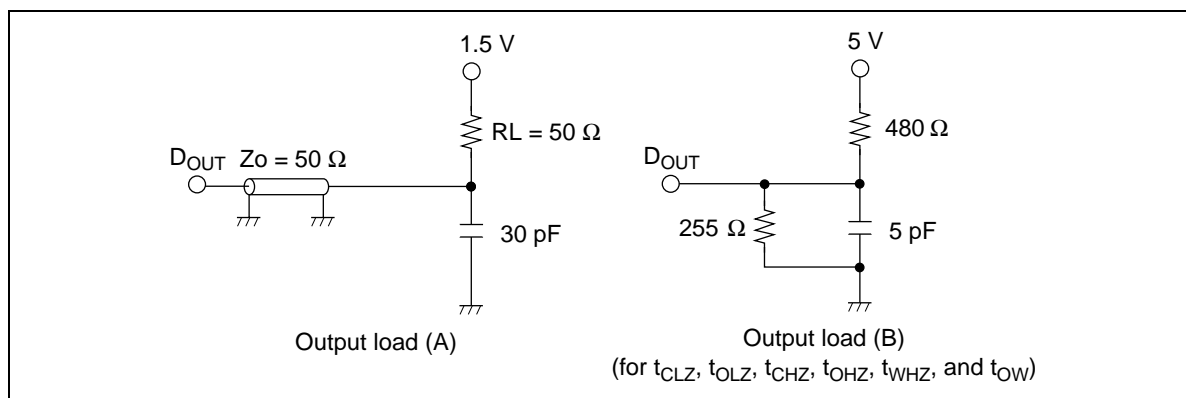 1.5 V
RL = 50 Ω
DOUT
Zo = 50 Ω
30 pF
Output load (A)
5 V
480 Ω
DOUT
255 Ω
5 pF
Output load (B)
(for tCLZ, tOLZ, tCHZ, tOHZ, tWHZ, and tOW)